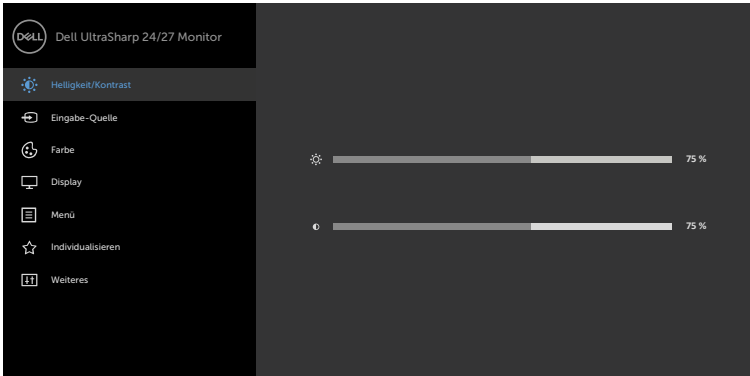 DELL Dell UltraSharp 24/27 Monitor
Helligkeit/Kontrast
Eingabe-Quelle
Farbe
75 %
Display
Menü
75 %
Individualisieren
Weiteres